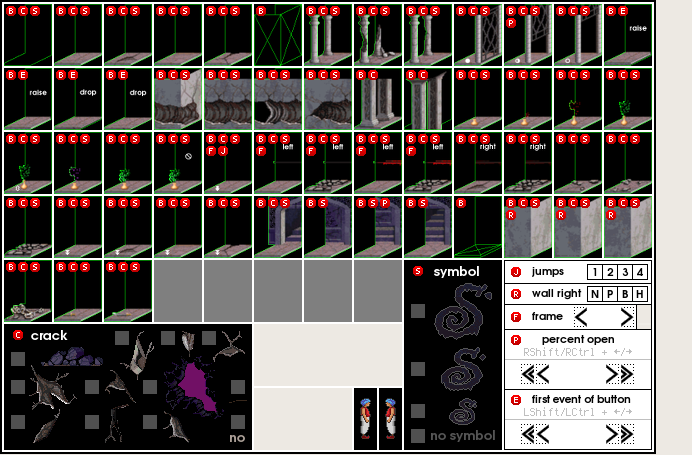 B C S B C S B C S B C S B C S B B C S B C S B C S B C S B C S B C S B E
P
raise
B E B E B E B C S B C S B C S B C S B C B C B C S B C S B C S B C S
raise drop drop
B C S B C S B C S B C S B C S B C S B C S B C S B C S B C S B C S B C S B C S
left left left left right right
F J F F F F
B C S B C S B C S B C S B C S B C S B S B S P B S B B C S B C S B C S
R R R
B C S B C S B C S
S symbol
no symbol
C crack
no
J jumps 1 2 3 4
R wall right N P B H
F frame < >
P percent open
RShift/RCtrl + ←/→
E first event of button
LShift/LCtrl + ←/→